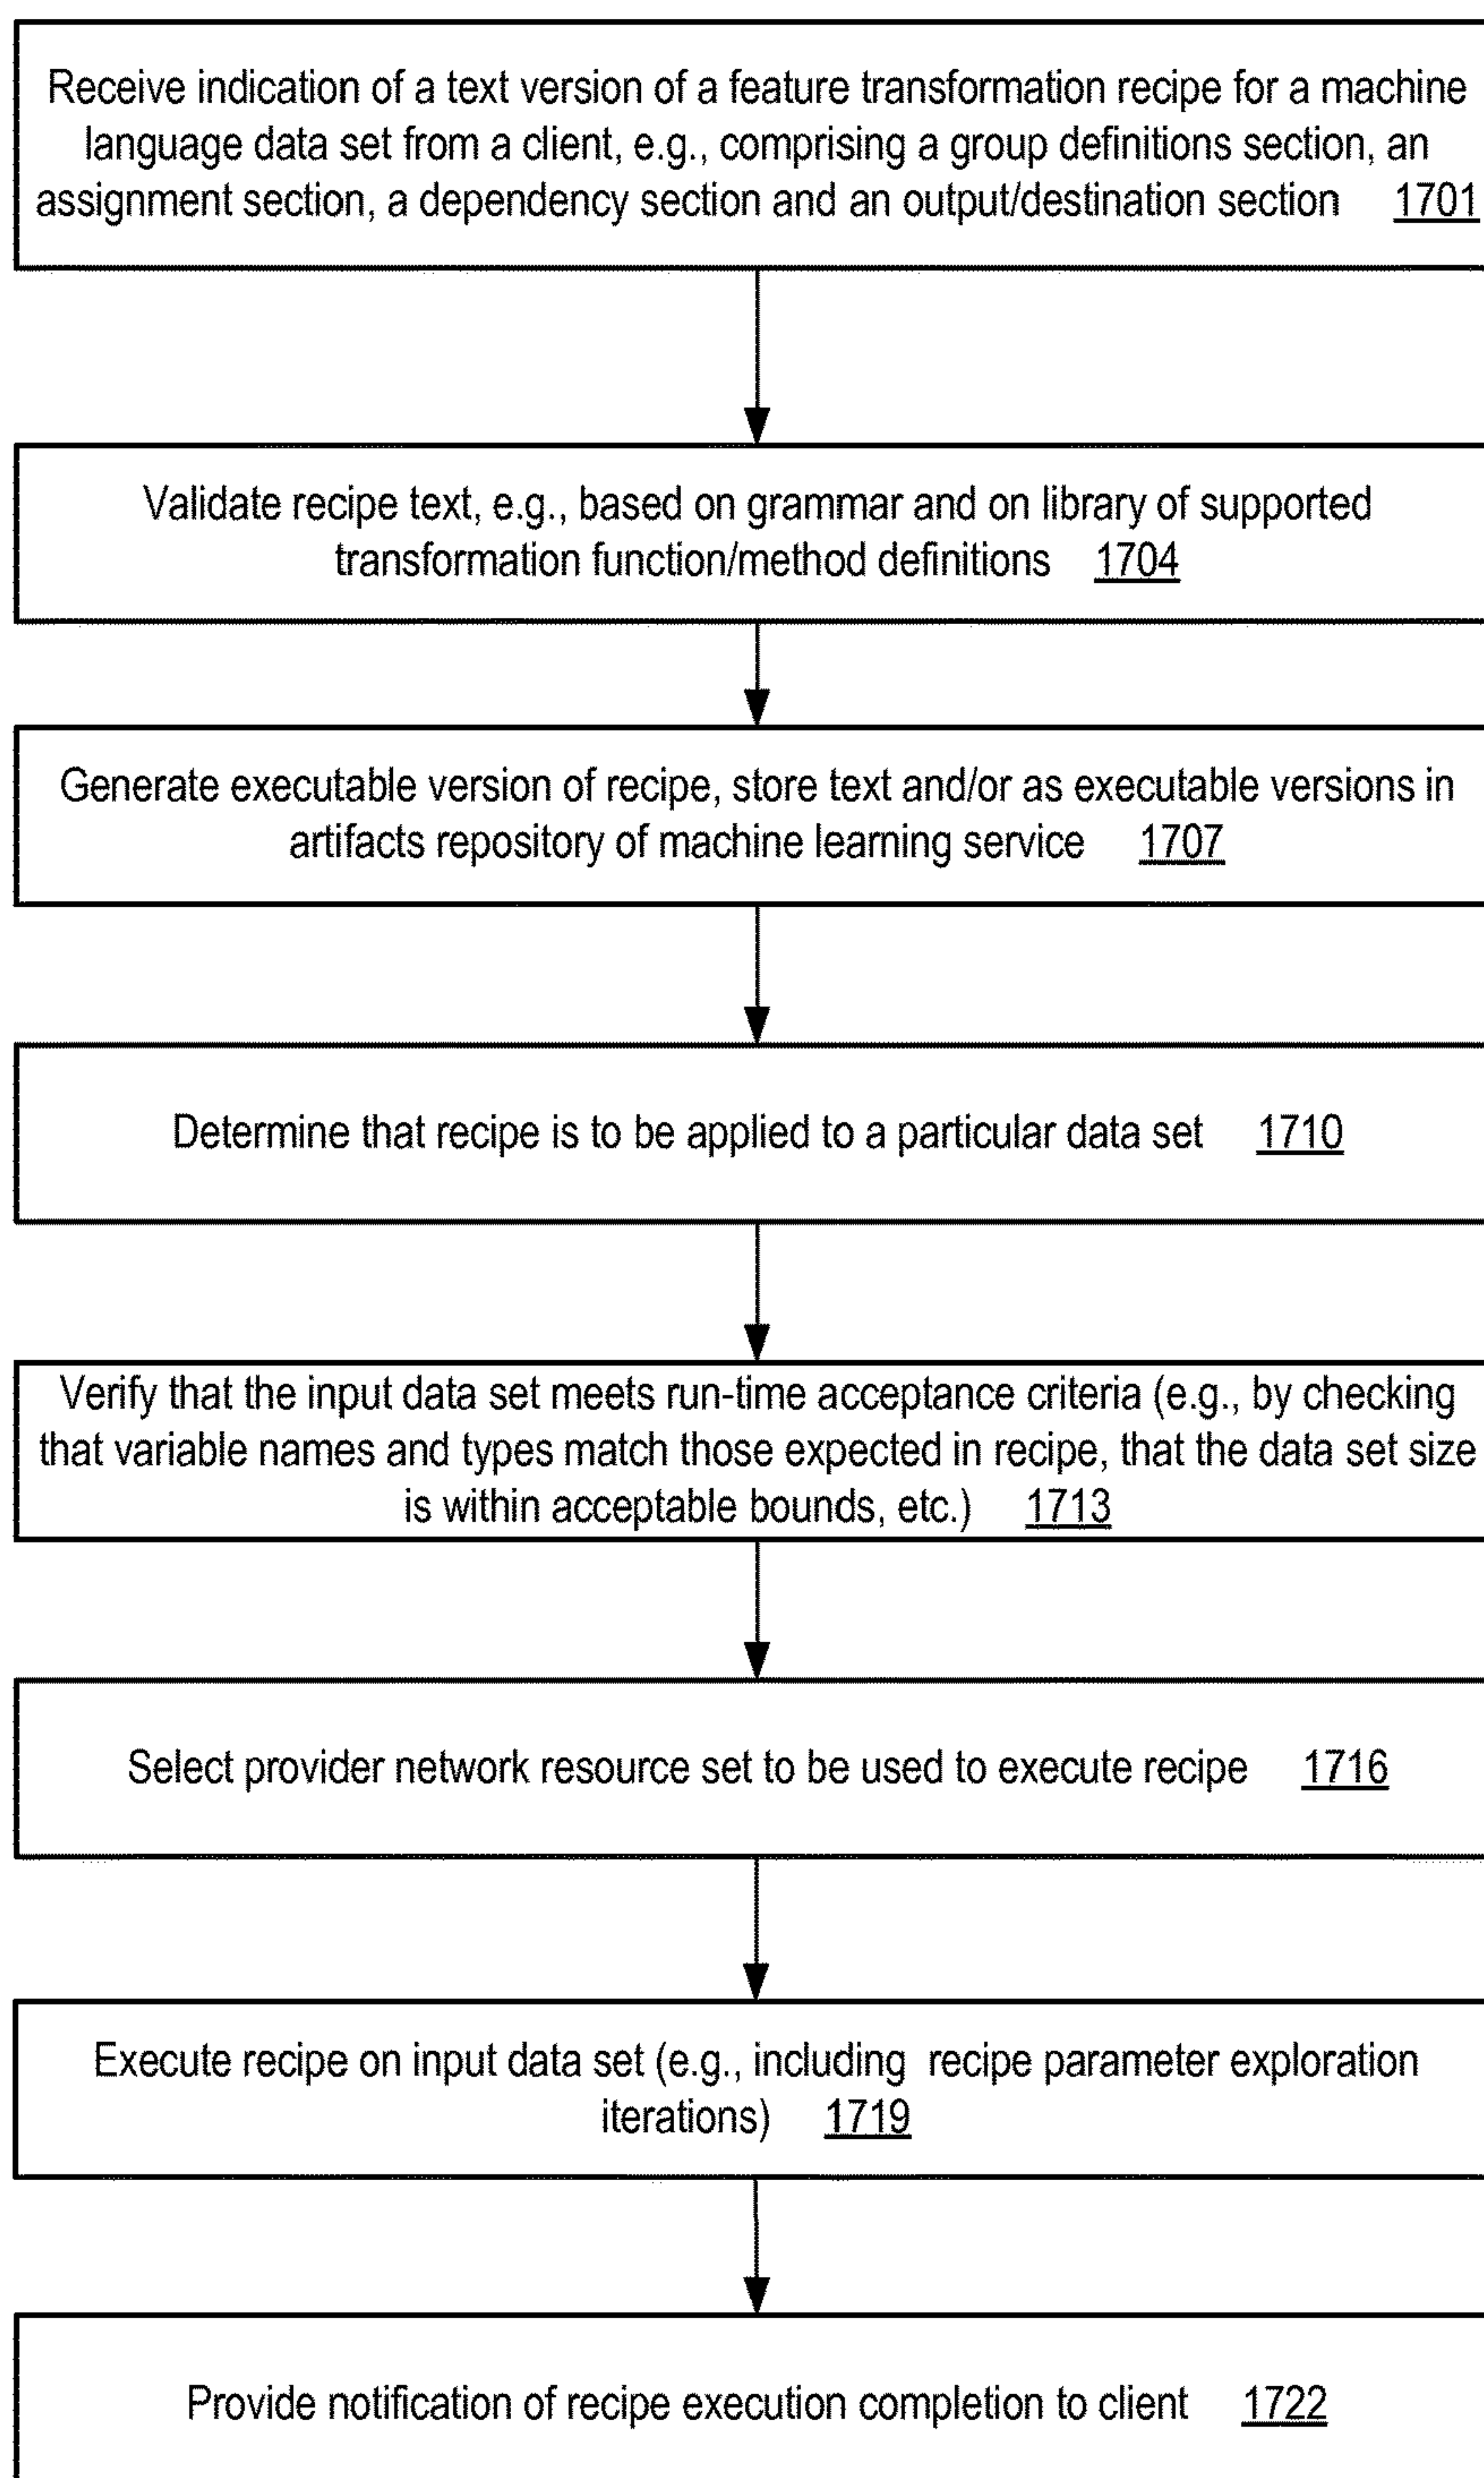 Receive indication of a text version of a feature transformation recipe for a machine
language data set from a client, e.g., comprising a group definitions section, an
assignment section, a dependency section and an output/destination section 1701
Validate recipe text, e.g., based on grammar and on library of supported
transformation function/method definitions 1704
Generate executable version of recipe, store text and/or as executable versions in
artifacts repository of machine learning service 1707
Determine that recipe is to be applied to a particular data set 1710
Verify that the input data set meets run-time acceptance criteria (e.g., by checking
that variable names and types match those expected in recipe, that the data set size
is within acceptable bounds, etc.) 1713
Select provider network resource set to be used to execute recipe 1716
Execute recipe on input data set (e.g., including recipe parameter exploration
iterations) 1719
Provide notification of recipe execution completion to client 1722